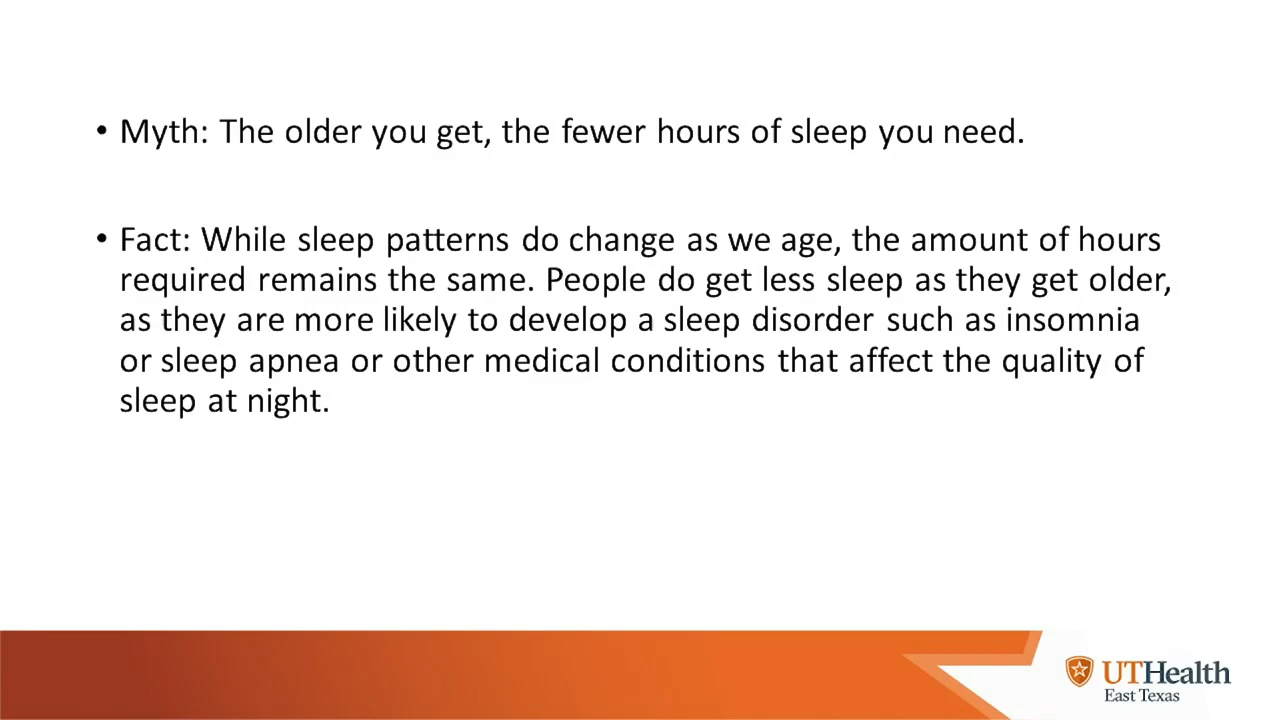 • Myth: The older you get, the fewer hours of sleep you need.
• Fact: While sleep patterns do change as we age, the amount of hours
required remains the same. People do get less sleep as they get older,
as they are more likely to develop a sleep disorder such as insomnia
or sleep apnea or other medical conditions that affect the quality of
sleep at night.
UTHealth
East Texas